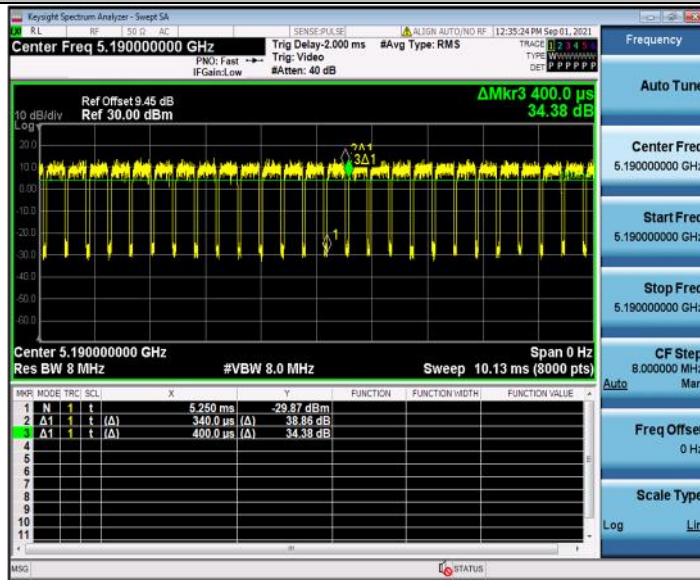 Keysight Spectrum Analyzer - Swept SA
RL RF 50 Ω AC SENSE:PULSE ALIGN AUTO/NO RF 12:35:24 PM Sep 01, 2021
Center Freq 5.190000000 GHz
PNO: Fast
IFGain:Low
Trig Delay-2.000 ms
Trig: Video
#Atten: 40 dB
#Avg Type: RMS
TRACE 1 2 3 4 5 6
TYPE WWWWWW
DET P P P P P P
Ref Offset 9.45 dB
Ref 30.00 dBm
10 dB/div
Log
ΔMkr3 400.0 µs
34.38 dB
20.0
10.0
0.00
-10.0
-20.0
-30.0
-40.0
-50.0
-60.0
2Δ1
3Δ1
1
Center 5.190000000 GHz
Span 0 Hz
Res BW 8 MHz
#VBW 8.0 MHz
Sweep 10.13 ms (8000 pts)
MKR MODE TRC SCL X Y FUNCTION FUNCTION WIDTH FUNCTION VALUE
1 N 1 t 5.250 ms -29.87 dBm
2 Δ1 1 t (Δ) 340.0 µs (Δ) 38.86 dB
3 Δ1 1 t (Δ) 400.0 µs (Δ) 34.38 dB
4
5
6
7
8
9
10
11
MSG
STATUS
Frequency
Auto Tune
Center Freq
5.190000000 GHz
Start Freq
5.190000000 GHz
Stop Freq
5.190000000 GHz
CF Step
8.000000 MHz
Auto Man
Freq Offset
0 Hz
Scale Type
Log Lin